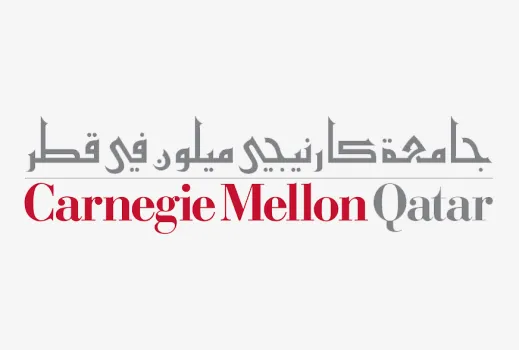 جامعة كارنيجي ميلون في قطر
Carnegie Mellon Qatar